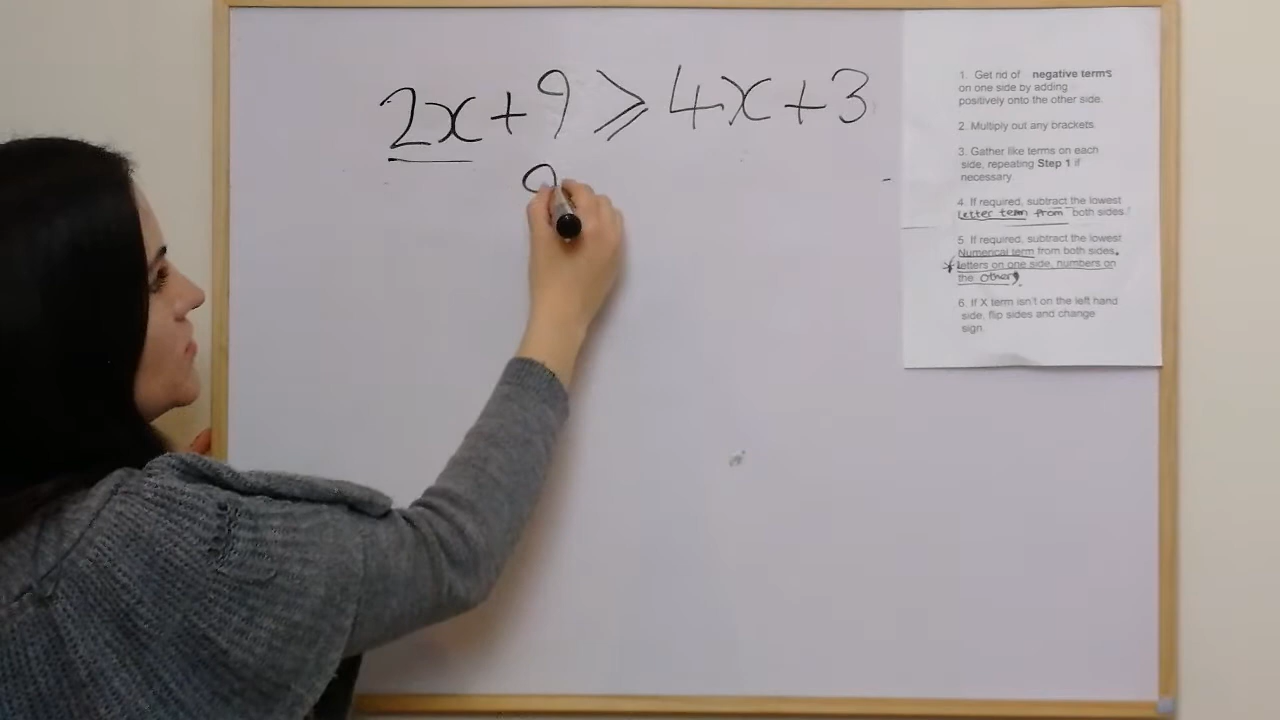 2x+9⩾4x+3
9
1. Get rid of negative terms
on one side by adding
positively onto the other side.
2. Multiply out any brackets.
3. Gather like terms on each
side, repeating Step 1 if
necessary.
4. If required, subtract the lowest
Letter term from both sides.
5. If required, subtract the lowest
Numerical term from both sides.
* letters on one side, numbers on
the other.
6. If X term isn't on the left hand
side, flip sides and change
sign.